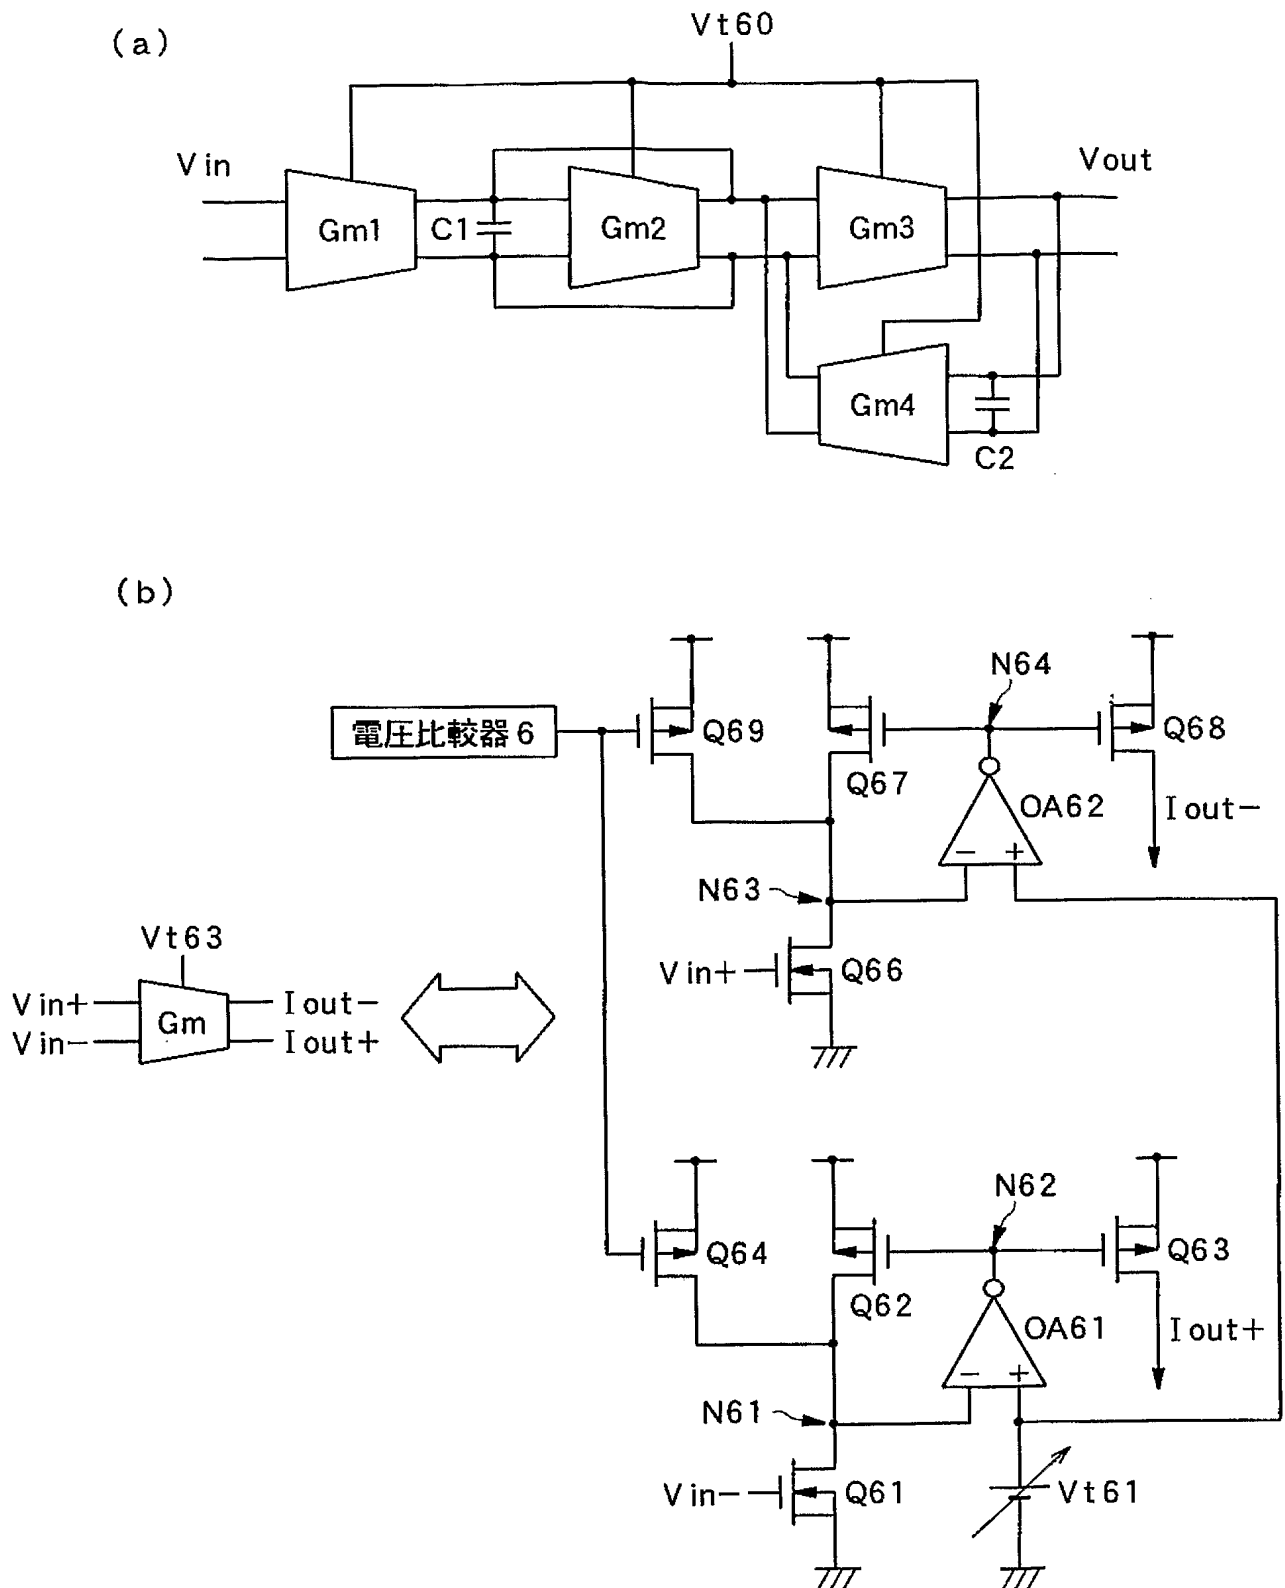 (a)
Vt60
Vin
Vout
Gm1
C1
Gm2
Gm3
Gm4
C2
(b)
電圧比較器6
Q69
Q67
N64
Q68
OA62
Iout−
− +
N63
Vin+
Q66
Vt63
Vin+
Vin−
Gm
Iout−
Iout+
Q64
Q62
N62
Q63
OA61
Iout+
− +
N61
Vin−
Q61
Vt61